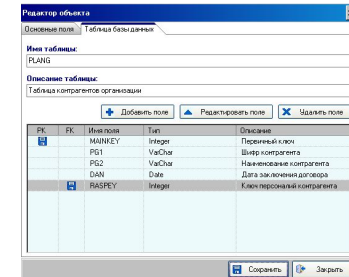 Редактор объекта
Основные поля Таблица базы данных
Имя таблицы:
PLANG
Описание таблицы:
Таблица контрагентов организации
Добавить поле Редактировать поле Удалить поле
PK FK Имя поля Тип Описание
MAINKEY Integer Первичный ключ
PG1 VarChar Шифр контрагента
PG2 VarChar Наименование контрагента
DAN Date Дата заключения договора
RASPEY Integer Ключ персоналий контрагента
Сохранить Закрыть